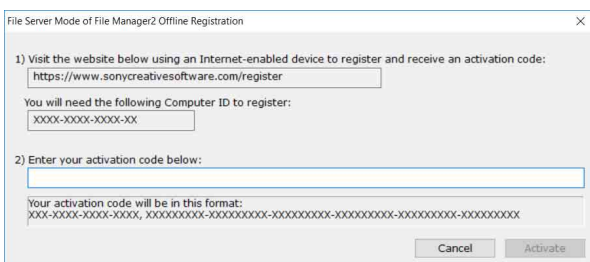 File Server Mode of File Manager2 Offline Registration
1) Visit the website below using an Internet-enabled device to register and receive an activation code:
https://www.sonycreativesoftware.com/register
You will need the following Computer ID to register:
XXXX-XXXX-XXXX-XX
2) Enter your activation code below:
Your activation code will be in this format:
XXX-XXXX-XXXX-XXXX, XXXXXXXXX-XXXXXXXXX-XXXXXXXXX-XXXXXXXXX-XXXXXXXXX-XXXXXXXXX
Cancel Activate